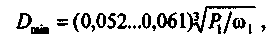 D_min = (0,052...0,061)∛(P₁/ω₁) ,